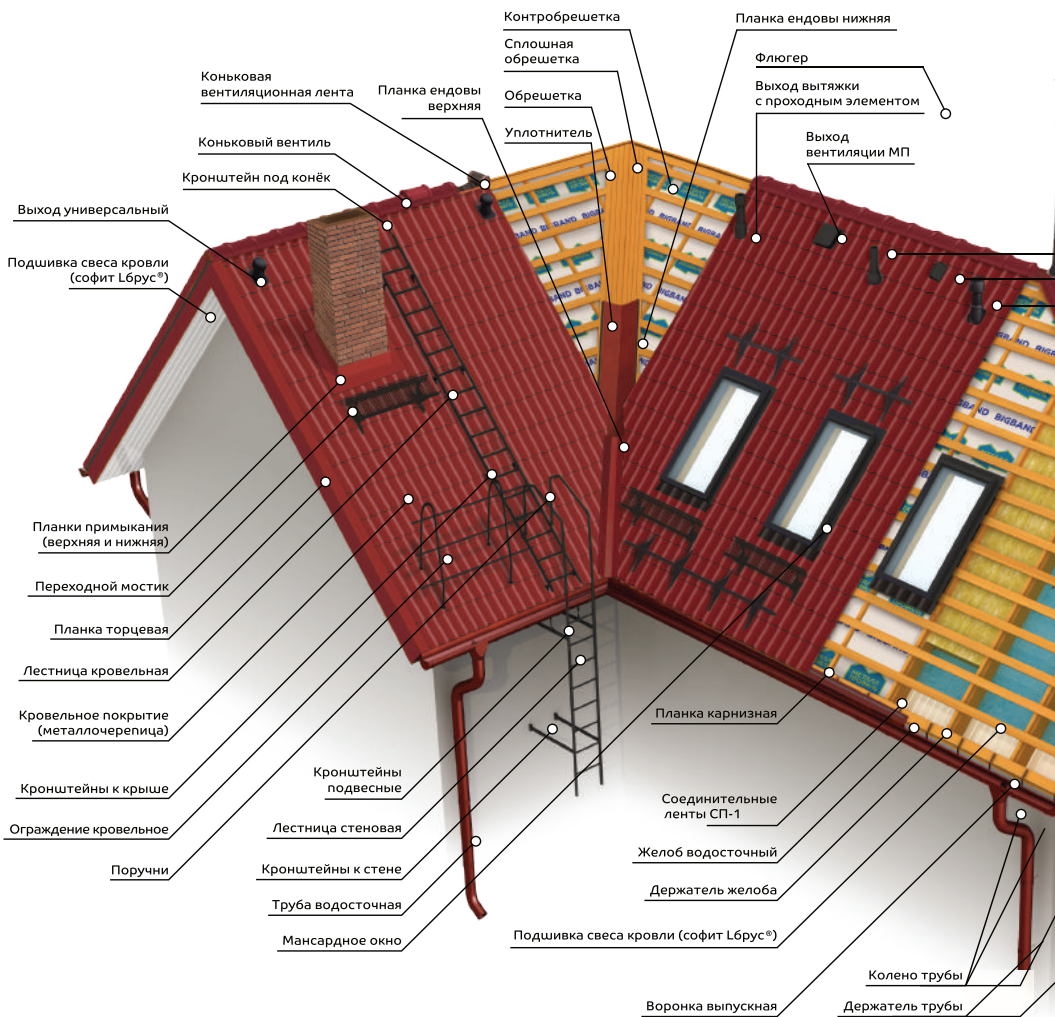 Контробрешетка
Планка ендовы нижняя
Сплошная
обрешетка
Флюгер
Коньковая
вентиляционная лента
Планка ендовы
верхняя
Обрешетка
Выход вытяжки
с проходным элементом
Уплотнитель
Выход
вентиляции МП
Коньковый вентиль
Кронштейн под конёк
Выход универсальный
Подшивка свеса кровли
(софит Lбрус®)
BIGBAND BIGBAND
BIGBAND
Планки примыкания
(верхняя и нижняя)
Переходной мостик
Планка торцевая
Лестница кровельная
Кровельное покрытие
(металлочерепица)
Кронштейны к крыше
Ограждение кровельное
Поручни
Кронштейны
подвесные
Лестница стеновая
Кронштейны к стене
Труба водосточная
Мансардное окно
Планка карнизная
Соединительные
ленты СП-1
Желоб водосточный
Держатель желоба
Подшивка свеса кровли (софит Lбрус®)
Колено трубы
Воронка выпускная
Держатель трубы